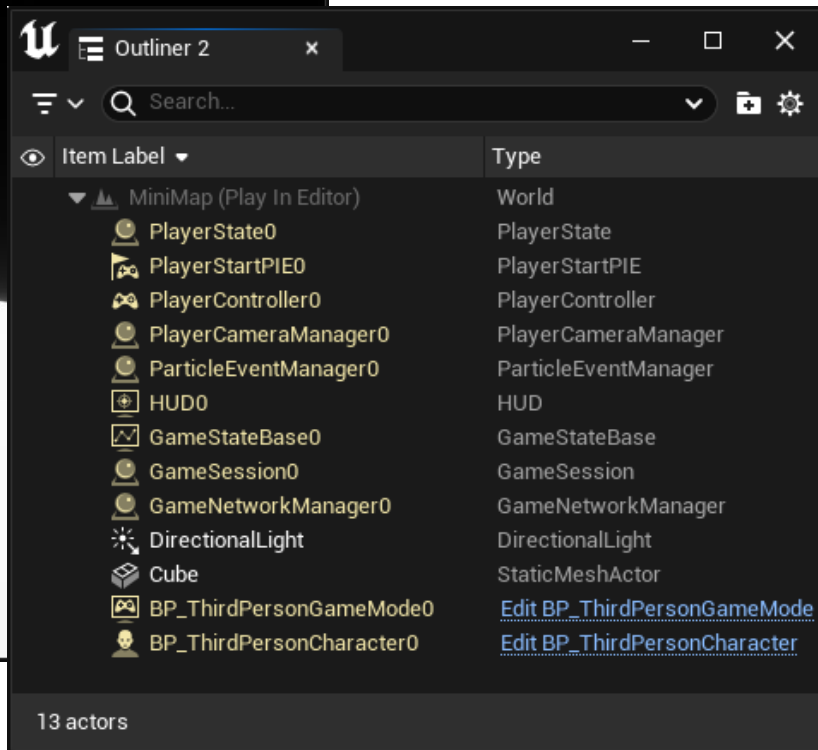 Outliner 2
Search...
Item Label Type
MiniMap (Play In Editor) World
PlayerState0 PlayerState
PlayerStartPIE0 PlayerStartPIE
PlayerController0 PlayerController
PlayerCameraManager0 PlayerCameraManager
ParticleEventManager0 ParticleEventManager
HUD0 HUD
GameStateBase0 GameStateBase
GameSession0 GameSession
GameNetworkManager0 GameNetworkManager
DirectionalLight DirectionalLight
Cube StaticMeshActor
BP_ThirdPersonGameMode0 Edit BP_ThirdPersonGameMode
BP_ThirdPersonCharacter0 Edit BP_ThirdPersonCharacter
13 actors